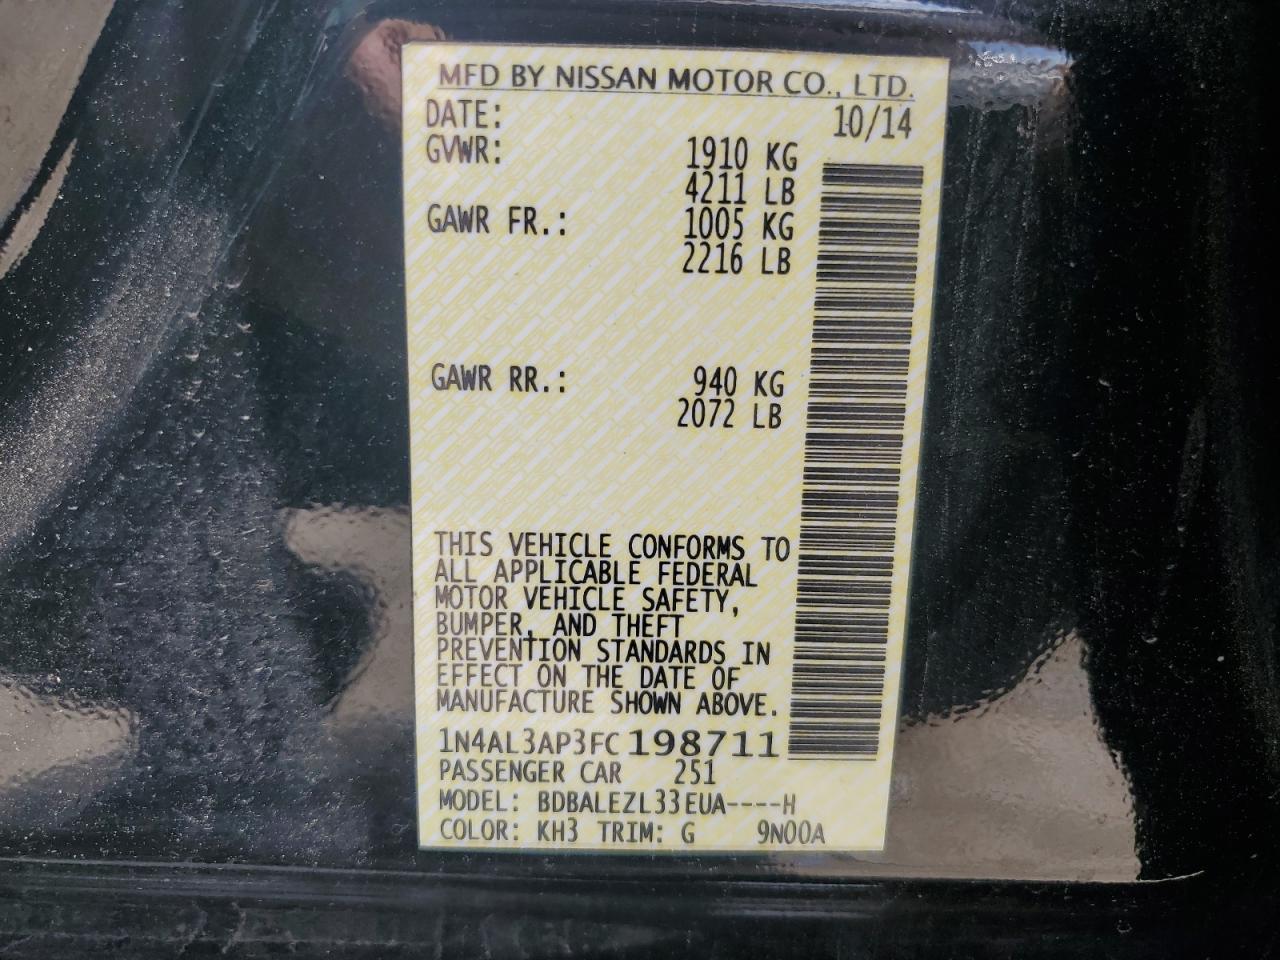 MFD BY NISSAN MOTOR CO., LTD.
DATE: 10/14
GVWR: 1910 KG
4211 LB
GAWR FR.: 1005 KG
2216 LB
GAWR RR.: 940 KG
2072 LB
THIS VEHICLE CONFORMS TO
ALL APPLICABLE FEDERAL
MOTOR VEHICLE SAFETY,
BUMPER, AND THEFT
PREVENTION STANDARDS IN
EFFECT ON THE DATE OF
MANUFACTURE SHOWN ABOVE.
1N4AL3AP3FC198711
PASSENGER CAR 251
MODEL: BDBALEZL33EUA----H
COLOR: KH3 TRIM: G 9N00A